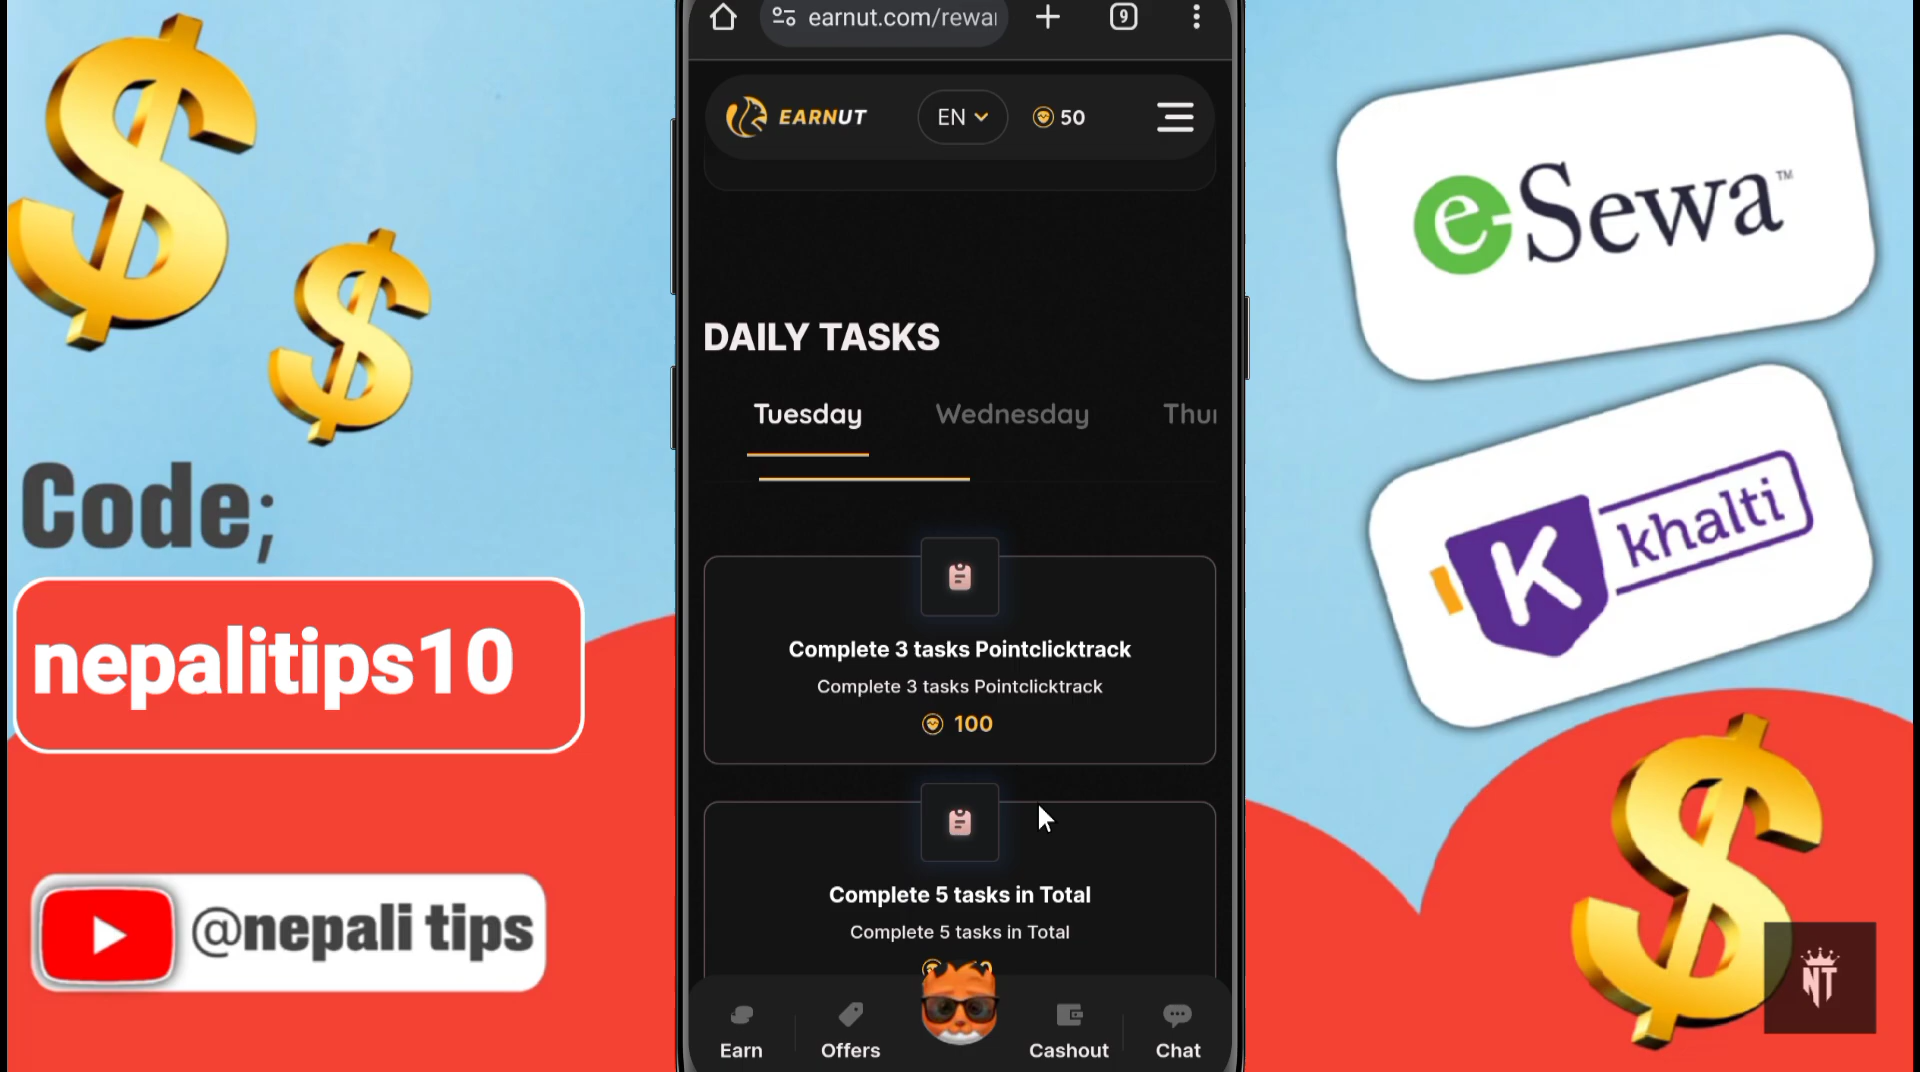 9
earnut.com/rewa
EARNUT
EN
50
DAILY TASKS
Tuesday
Wednesday
Thur
Complete 3 tasks Pointclicktrack
Complete 3 tasks Pointclicktrack
100
Complete 5 tasks in Total
Complete 5 tasks in Total
Earn
Offers
Cashout
Chat
Code;
nepalitips10
@nepali tips
e-Sewa™
K khalti
NT